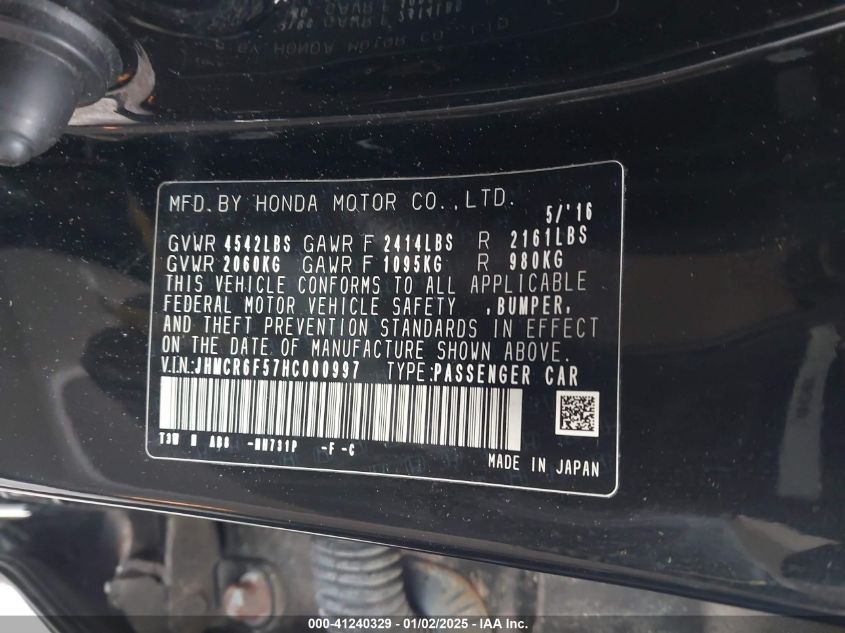 MFD. BY HONDA MOTOR CO., LTD. 5/'16
GVWR 4542LBS GAWR F 2414LBS R 2161LBS
GVWR 2060KG GAWR F 1095KG R 980KG
THIS VEHICLE CONFORMS TO ALL APPLICABLE
FEDERAL MOTOR VEHICLE SAFETY , BUMPER,
AND THEFT PREVENTION STANDARDS IN EFFECT
ON THE DATE OF MANUFACTURE SHOWN ABOVE.
V.I.N:JHMCR6F57HC000997 TYPE:PASSENGER CAR
-NH731P -F -C
MADE IN JAPAN
000-41240329 - 01/02/2025 - IAA Inc.